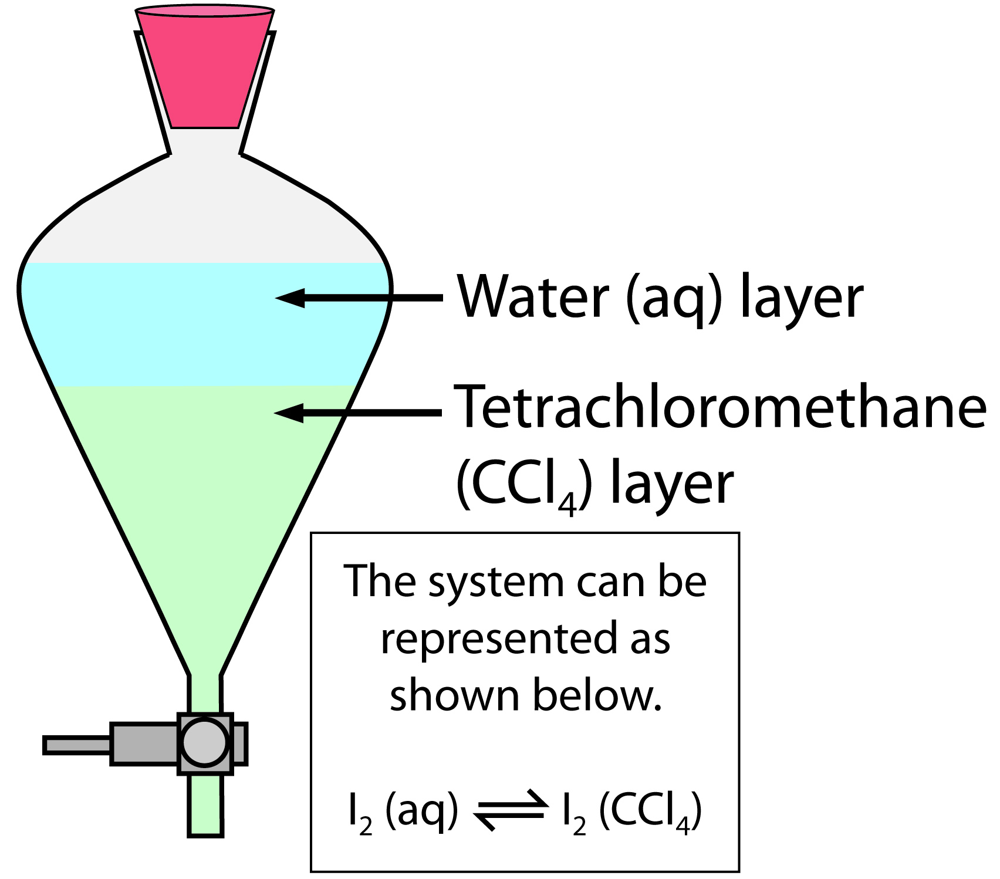 Water (aq) layer
Tetrachloromethane
(CCl₄) layer
The system can be
represented as
shown below.
I₂ (aq) ⇌ I₂ (CCl₄)